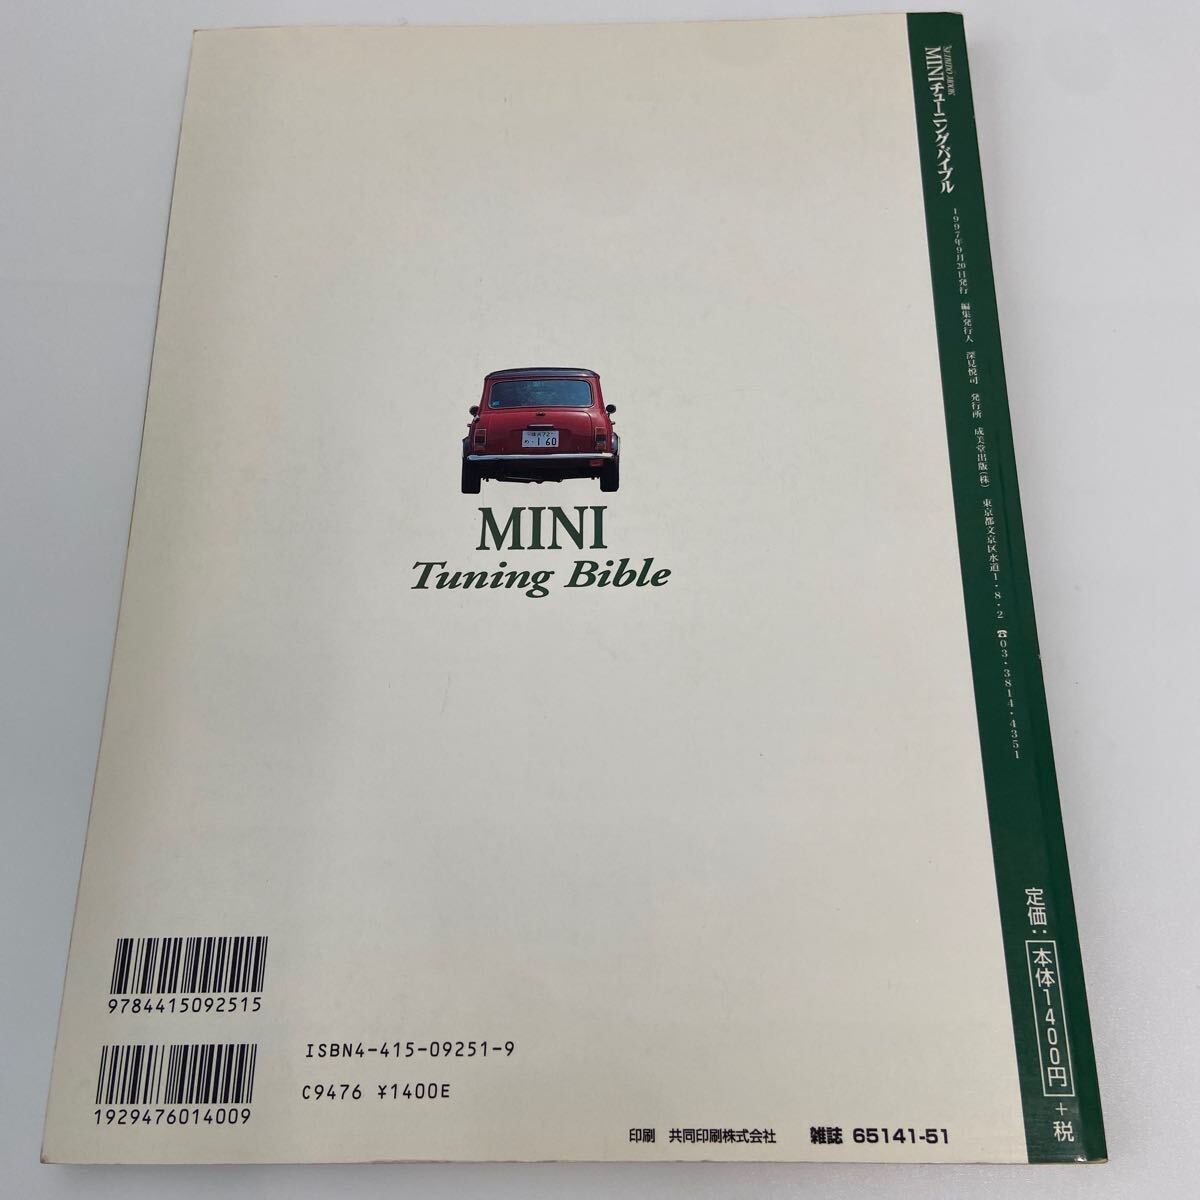 SEIBIDO MOOK
MINIチューニング・バイブル
1997年9月20日発行 編集発行人 深見悦司 発行所 成美堂出版(株) 東京都文京区水道1・8・2 ☎03・3814・4351
定価:本体1400円+税
め・160
MINI
Tuning Bible
9784415092515
1929476014009
ISBN4-415-09251-9
C9476 ¥1400E
印刷 共同印刷株式会社 雑誌 65141-51